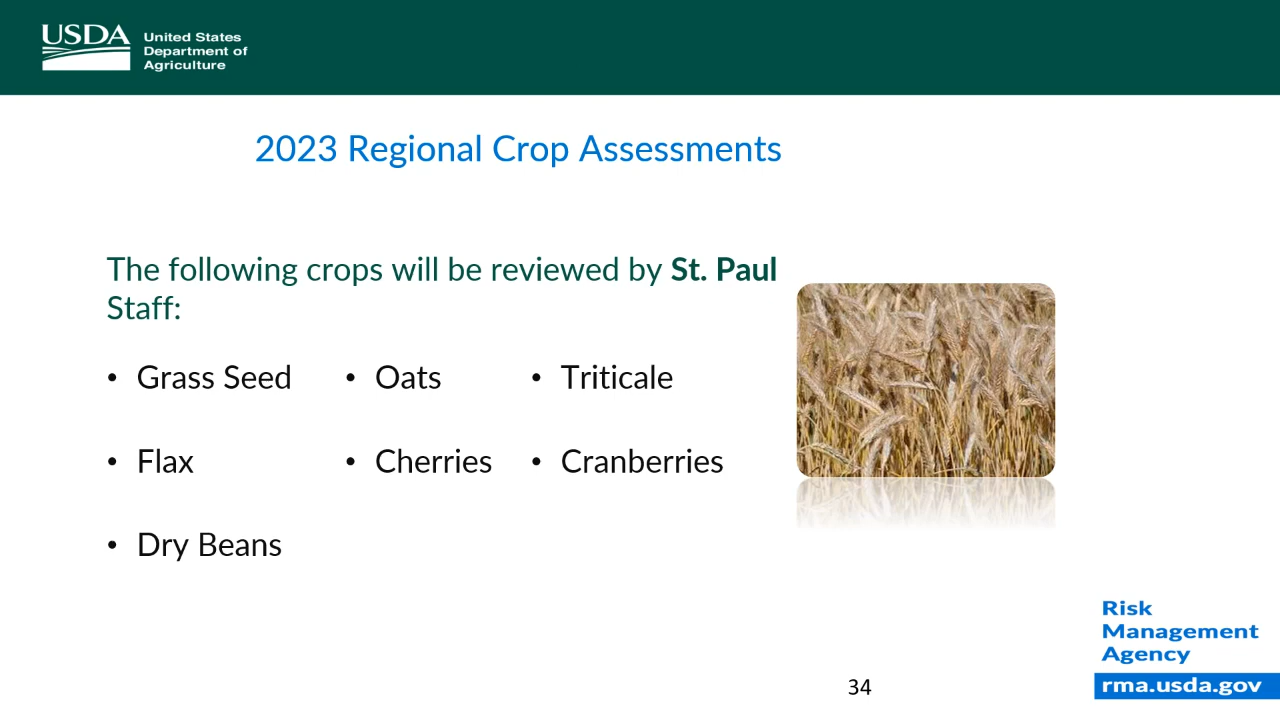 USDA
United States
Department of
Agriculture
2023 Regional Crop Assessments
The following crops will be reviewed by St. Paul
Staff:
• Grass Seed • Oats • Triticale
• Flax • Cherries • Cranberries
• Dry Beans
Risk
Management
Agency
rma.usda.gov
34